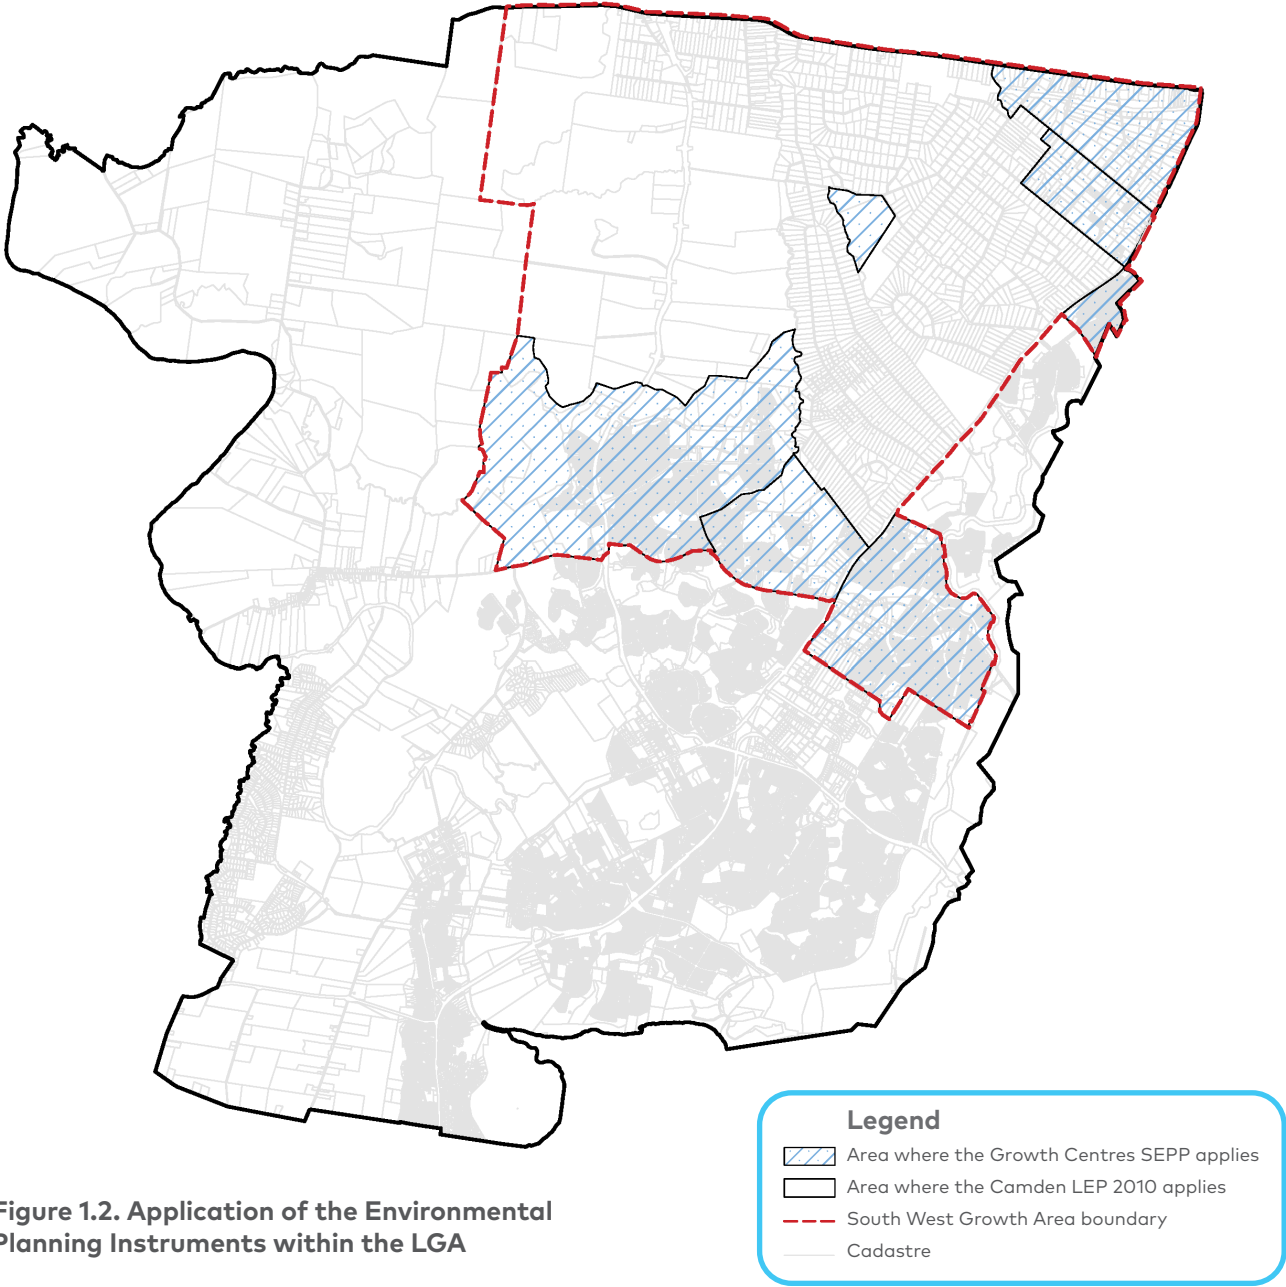 Legend
Area where the Growth Centres SEPP applies
Area where the Camden LEP 2010 applies
South West Growth Area boundary
Cadastre
Figure 1.2. Application of the Environmental
Planning Instruments within the LGA